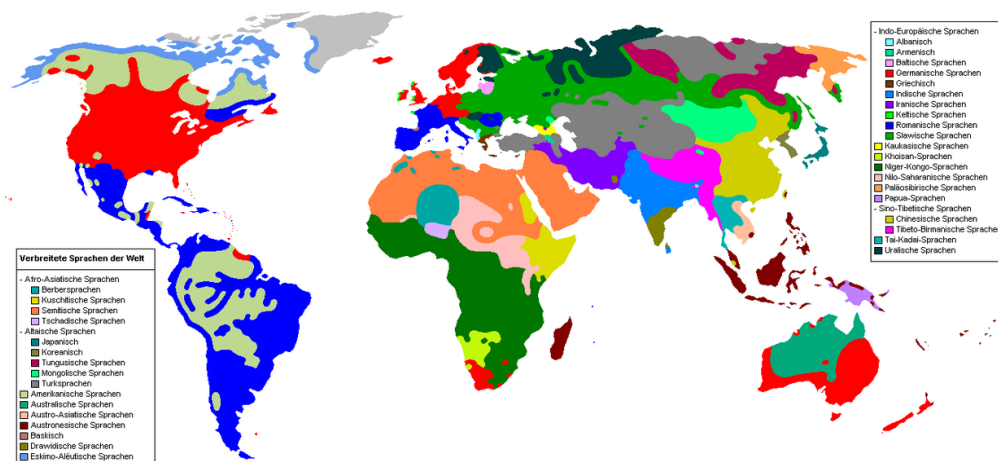 Verbreitete Sprachen der Welt
- Afro-Asiatische Sprachen
Berbersprachen
Kuschitische Sprachen
Semitische Sprachen
Tschadische Sprachen
- Altaische Sprachen
Japanisch
Koreanisch
Tungusische Sprachen
Mongolische Sprachen
Turksprachen
Amerikanische Sprachen
Australische Sprachen
Austro-Asiatische Sprachen
Austronesische Sprachen
Baskisch
Drawidische Sprachen
Eskimo-Alëutische Sprachen
- Indo-Europäische Sprachen
Albanisch
Armenisch
Baltische Sprachen
Germanische Sprachen
Griechisch
Indische Sprachen
Iranische Sprachen
Keltische Sprachen
Romanische Sprachen
Slawische Sprachen
Kaukasische Sprachen
Khoisan-Sprachen
Niger-Kongo-Sprachen
Nilo-Saharanische Sprachen
Paläosibirische Sprachen
Papua-Sprachen
- Sino-Tibetische Sprachen
Chinesische Sprachen
Tibeto-Birmanische Sprachen
Tai-Kadai-Sprachen
Uralische Sprachen